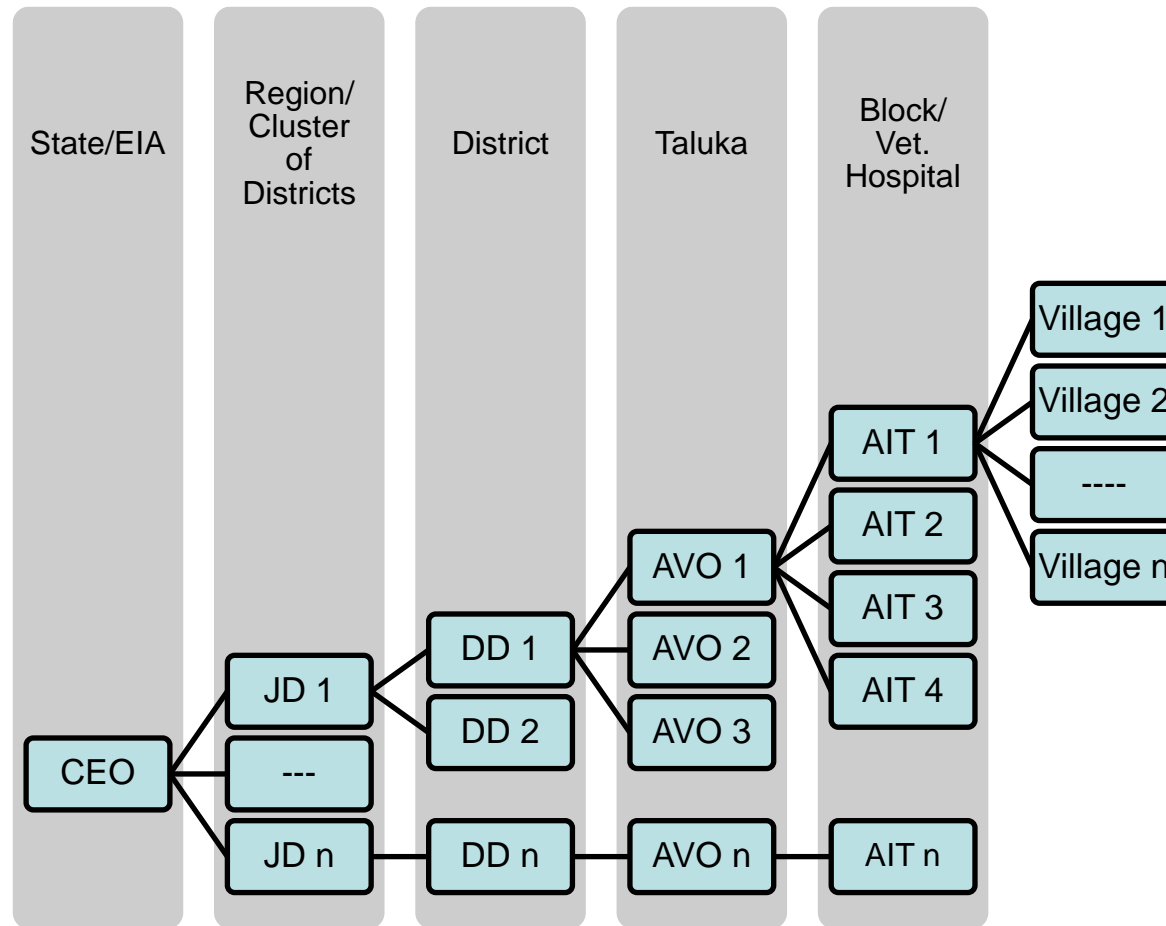 State/EIA
Region/
Cluster
of
Districts
District
Taluka
Block/
Vet.
Hospital
Village 1
Village 2
----
Village n
AIT 1
AIT 2
AIT 3
AIT 4
AVO 1
AVO 2
AVO 3
DD 1
DD 2
JD 1
---
CEO
JD n
DD n
AVO n
AIT n